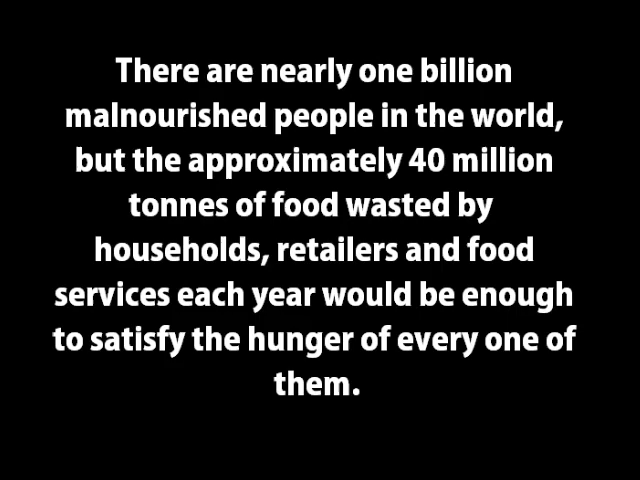 There are nearly one billion
malnourished people in the world,
but the approximately 40 million
tonnes of food wasted by
households, retailers and food
services each year would be enough
to satisfy the hunger of every one of
them.